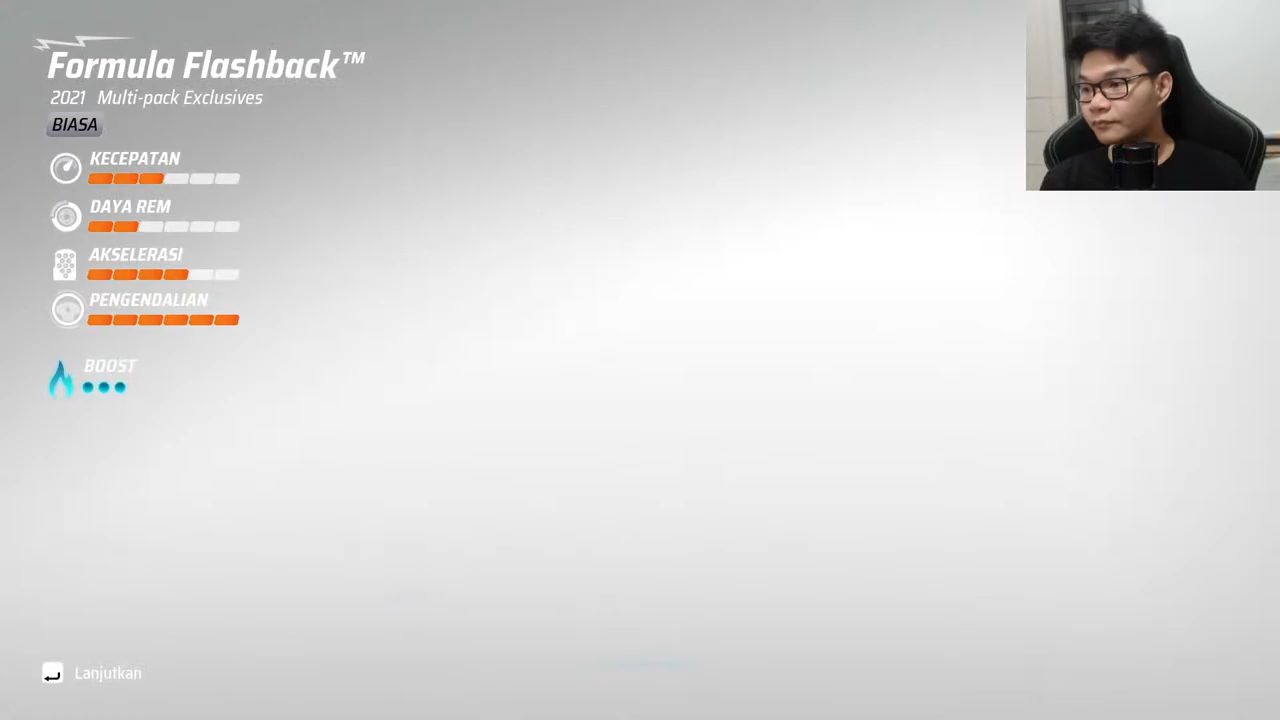 Formula Flashback™
2021 Multi-pack Exclusives
BIASA
KECEPATAN
DAYA REM
AKSELERASI
PENGENDALIAN
BOOST
Lanjutkan